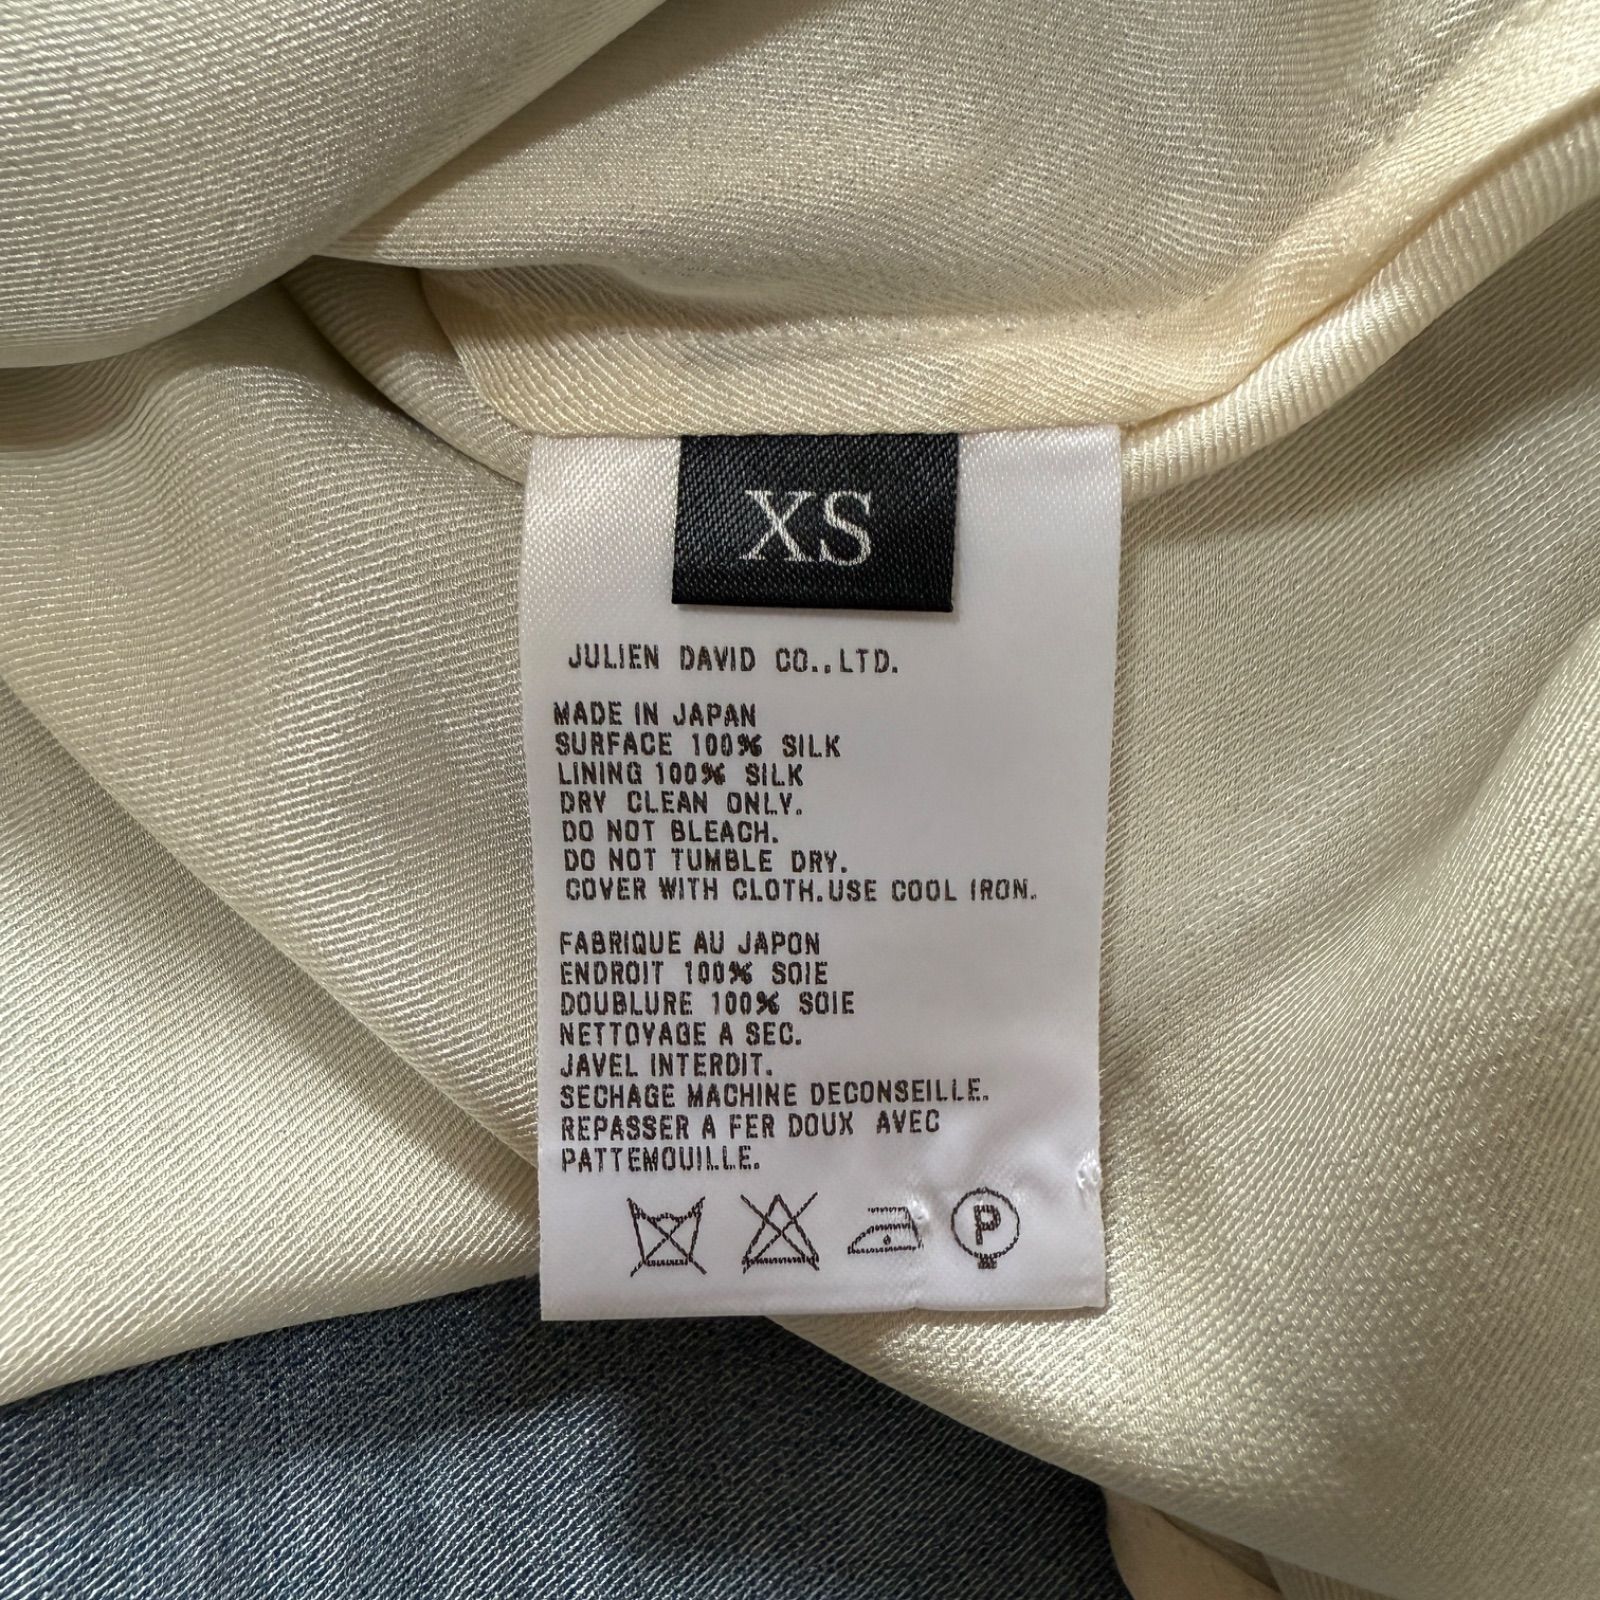 XS
JULIEN DAVID CO.,LTD.
MADE IN JAPAN
SURFACE 100% SILK
LINING 100% SILK
DRY CLEAN ONLY.
DO NOT BLEACH.
DO NOT TUMBLE DRY.
COVER WITH CLOTH.USE COOL IRON.
FABRIQUE AU JAPON
ENDROIT 100% SOIE
DOUBLURE 100% SOIE
NETTOYAGE A SEC.
JAVEL INTERDIT.
SECHAGE MACHINE DECONSEILLE.
REPASSER A FER DOUX AVEC
PATTEMOUILLE.
P